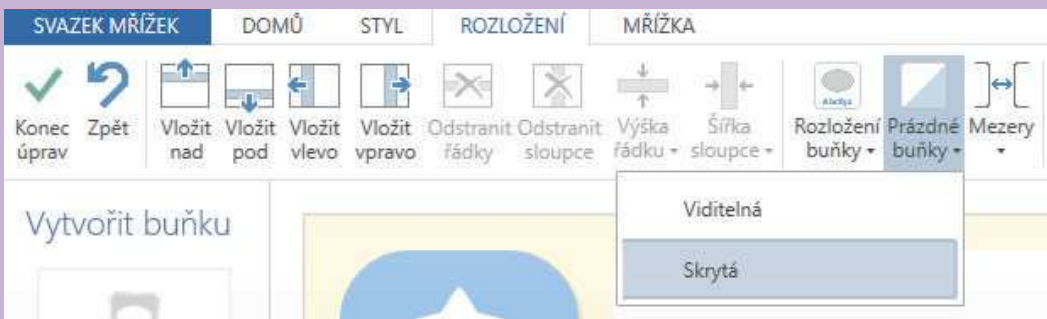 SVAZEK MŘÍŽEK DOMŮ STYL ROZLOŽENÍ MŘÍŽKA
Konec úprav
Zpět
Vložit nad
Vložit pod
Vložit vlevo
Vložit vpravo
Odstranit řádky
Odstranit sloupce
Výška řádku
Šířka sloupce
Rozložení buňky
Prázdné buňky
Mezery
Viditelná
Skrytá
Vytvořit buňku